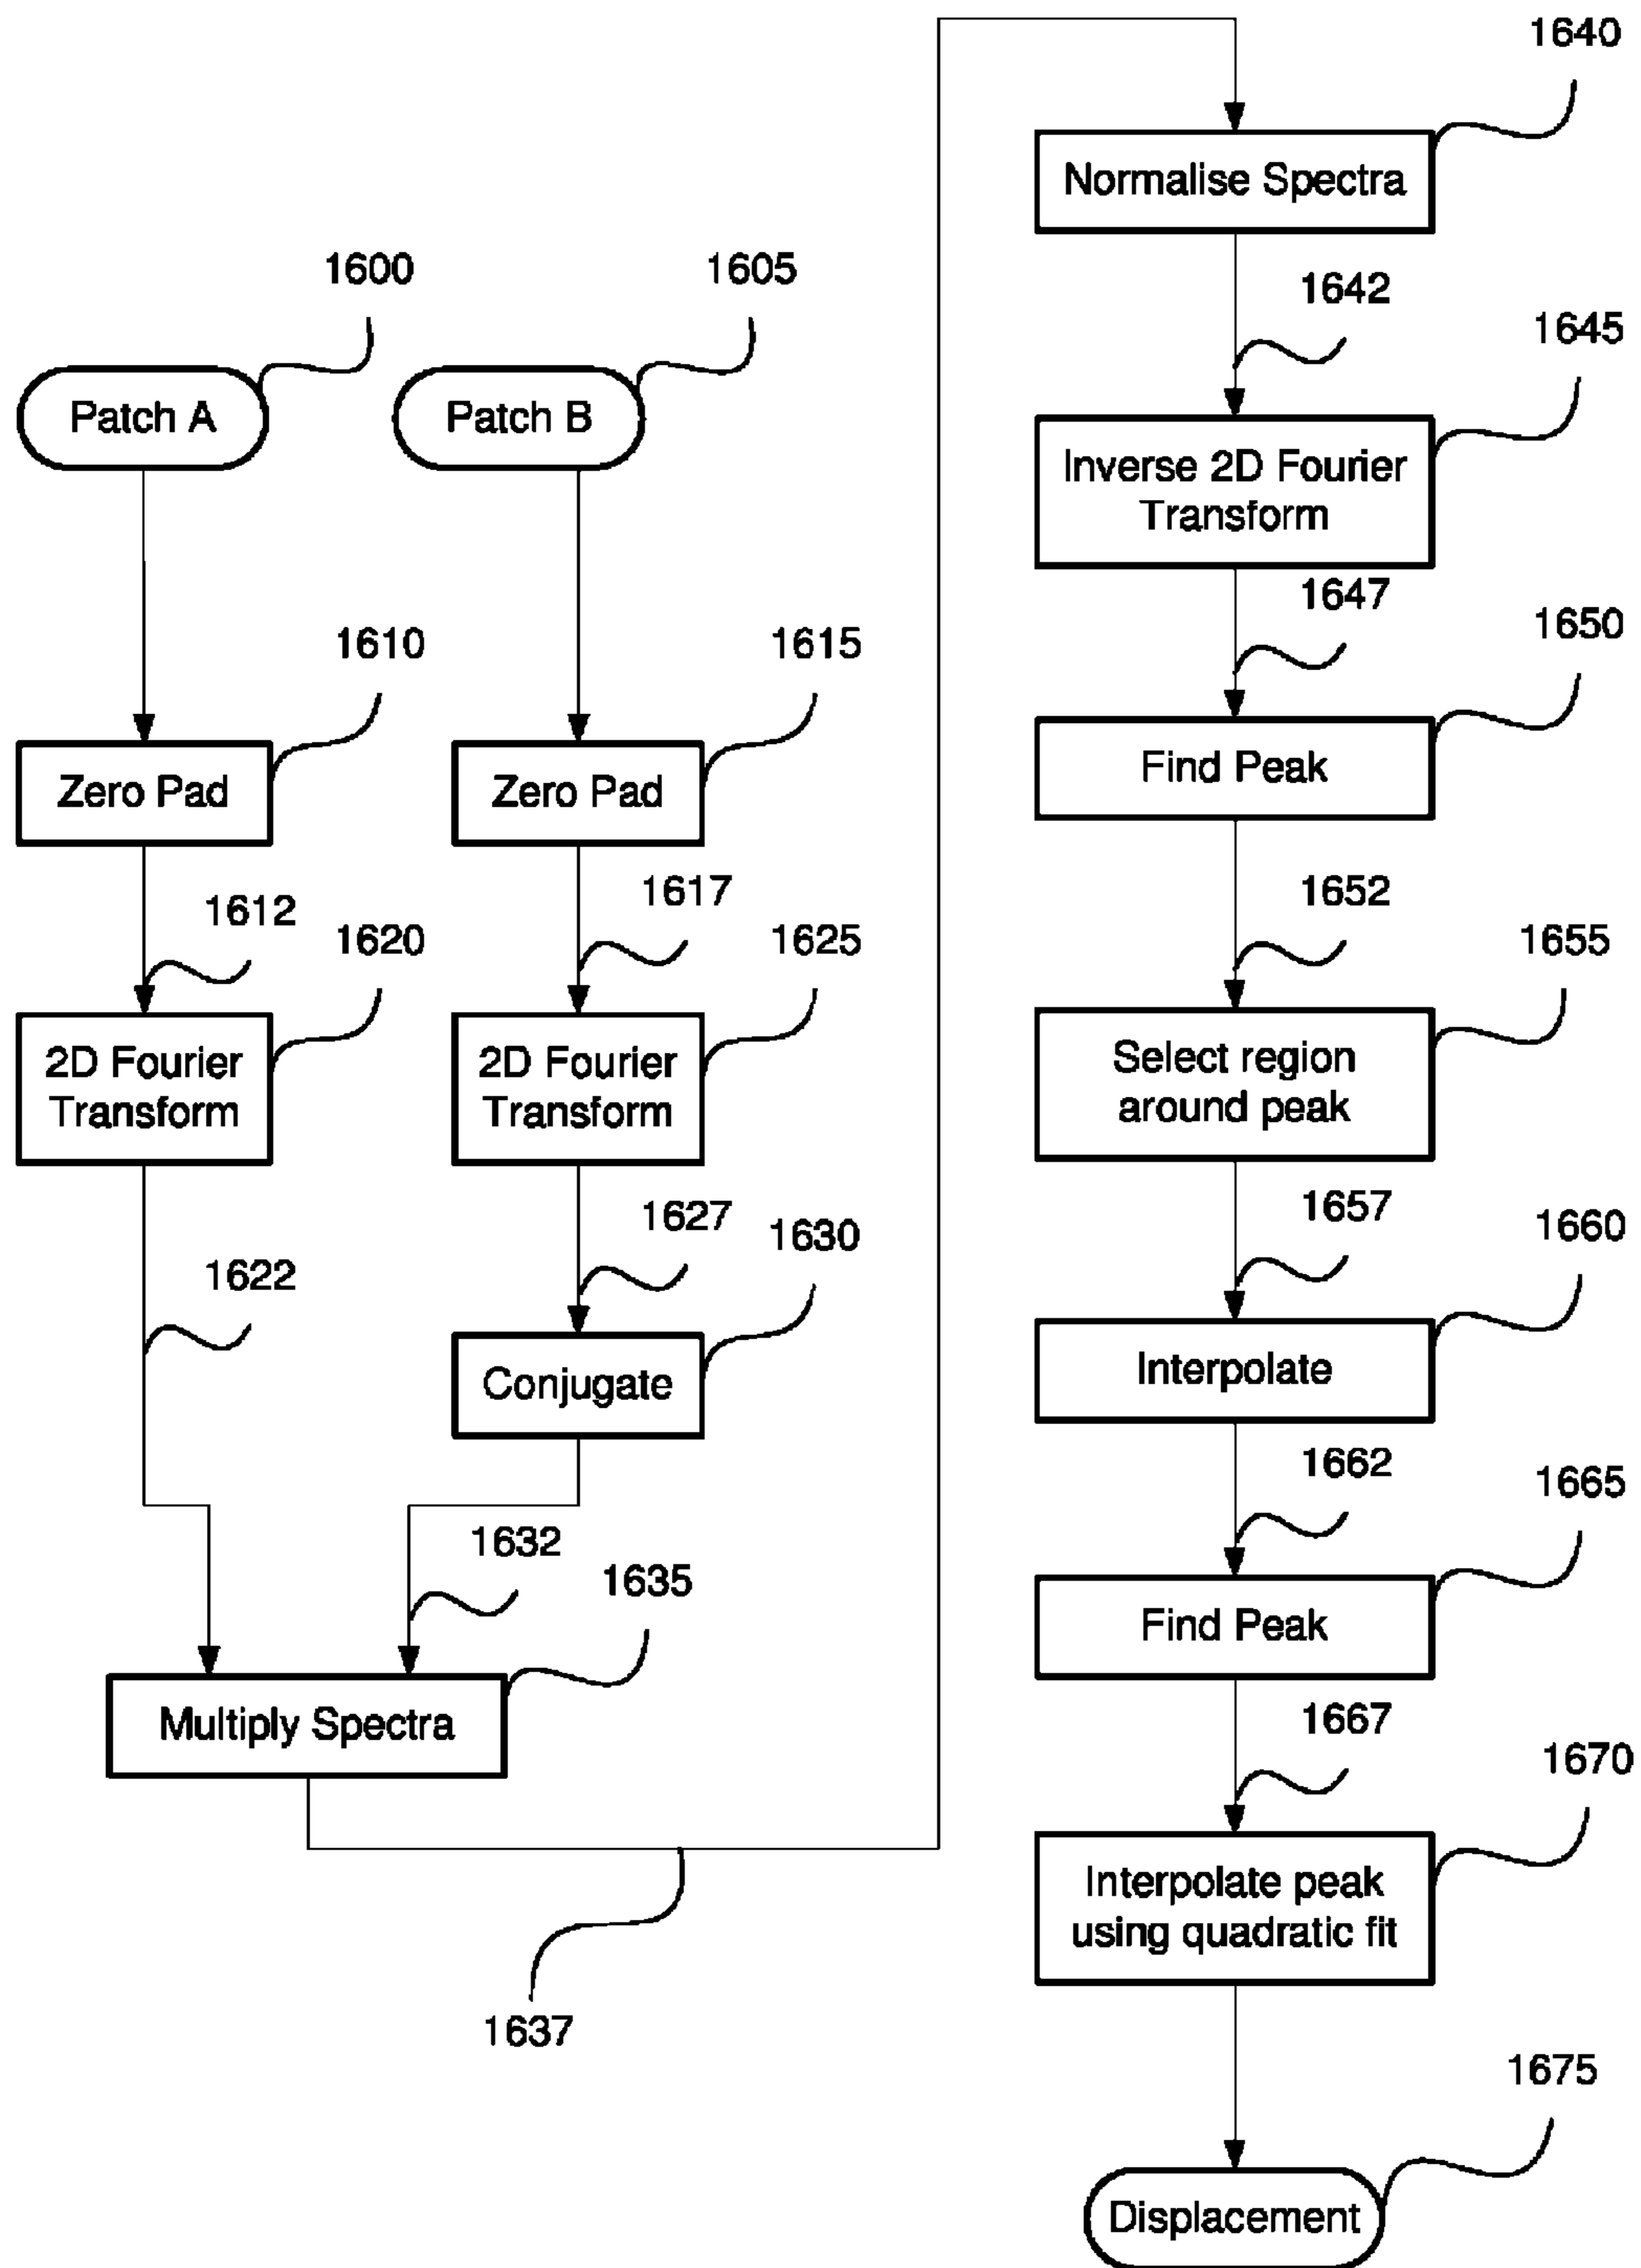 1640
Normalise Spectra
1600
1605
1642
1645
Patch A
Patch B
Inverse 2D Fourier
Transform
1647
1650
1610
1615
Zero Pad
Zero Pad
Find Peak
1612
1617
1652
1620
1625
1655
2D Fourier
Transform
2D Fourier
Transform
Select region
around peak
1622
1627
1630
1657
1660
Conjugate
Interpolate
1632
1635
1662
1665
Multiply Spectra
Find Peak
1667
1670
Interpolate peak
using quadratic fit
1637
1675
Displacement